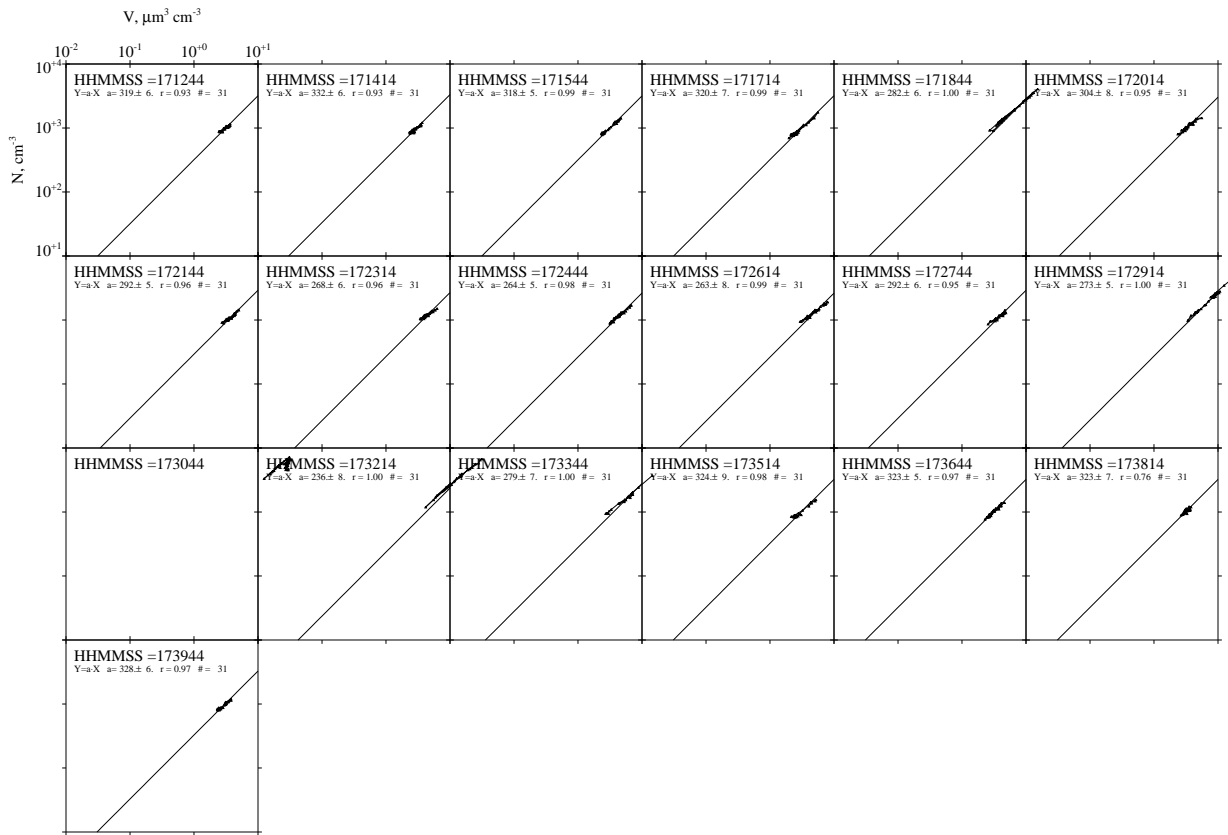 V, μm³ cm⁻³
10⁻² 10⁻¹ 10⁺⁰ 10⁺¹
N, cm⁻³
10⁺⁴
10⁺³
10⁺²
10⁺¹
HHMMSS =171244
Y=a·X a= 319.± 6. r = 0.93 # = 31
HHMMSS =171414
Y=a·X a= 332.± 6. r = 0.93 # = 31
HHMMSS =171544
Y=a·X a= 318.± 5. r = 0.99 # = 31
HHMMSS =171714
Y=a·X a= 320.± 7. r = 0.99 # = 31
HHMMSS =171844
Y=a·X a= 282.± 6. r = 1.00 # = 31
HHMMSS =172014
Y=a·X a= 304.± 8. r = 0.95 # = 31
HHMMSS =172144
Y=a·X a= 292.± 5. r = 0.96 # = 31
HHMMSS =172314
Y=a·X a= 268.± 6. r = 0.96 # = 31
HHMMSS =172444
Y=a·X a= 264.± 5. r = 0.98 # = 31
HHMMSS =172614
Y=a·X a= 263.± 8. r = 0.99 # = 31
HHMMSS =172744
Y=a·X a= 292.± 6. r = 0.95 # = 31
HHMMSS =172914
Y=a·X a= 273.± 5. r = 1.00 # = 31
HHMMSS =173044
HHMMSS =173214
Y=a·X a= 236.± 8. r = 1.00 # = 31
HHMMSS =173344
Y=a·X a= 279.± 7. r = 1.00 # = 31
HHMMSS =173514
Y=a·X a= 324.± 9. r = 0.98 # = 31
HHMMSS =173644
Y=a·X a= 323.± 5. r = 0.97 # = 31
HHMMSS =173814
Y=a·X a= 323.± 7. r = 0.76 # = 31
HHMMSS =173944
Y=a·X a= 328.± 6. r = 0.97 # = 31